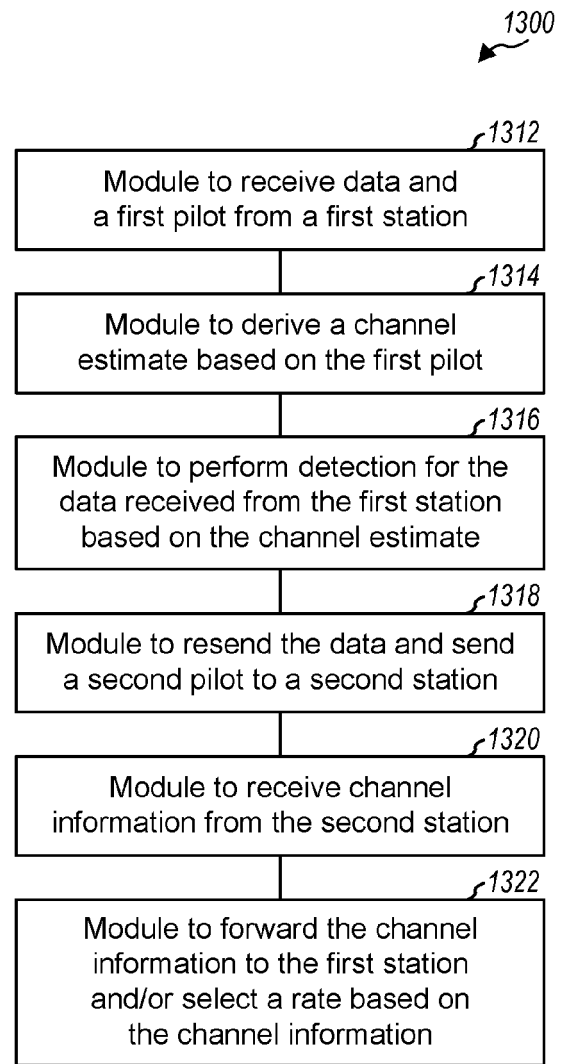 1300
1312
Module to receive data and
a first pilot from a first station
1314
Module to derive a channel
estimate based on the first pilot
1316
Module to perform detection for the
data received from the first station
based on the channel estimate
1318
Module to resend the data and send
a second pilot to a second station
1320
Module to receive channel
information from the second station
1322
Module to forward the channel
information to the first station
and/or select a rate based on
the channel information